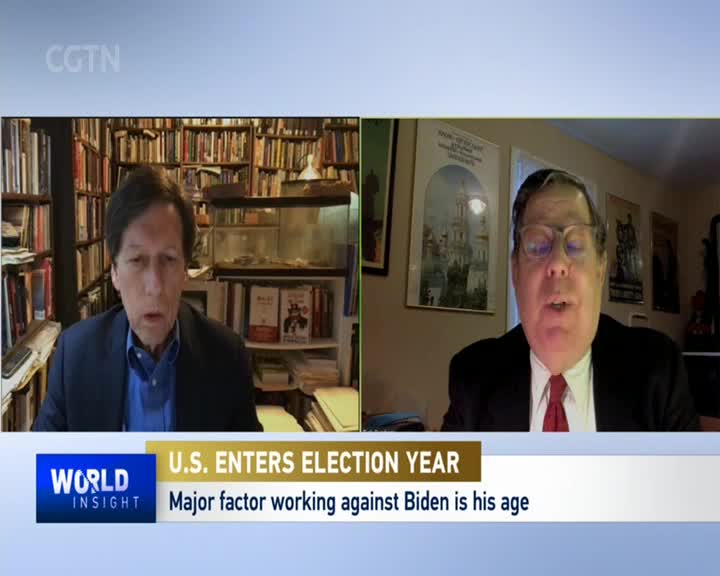 CGTN
WORLD
INSIGHT
U.S. ENTERS ELECTION YEAR
Major factor working against Biden is his age